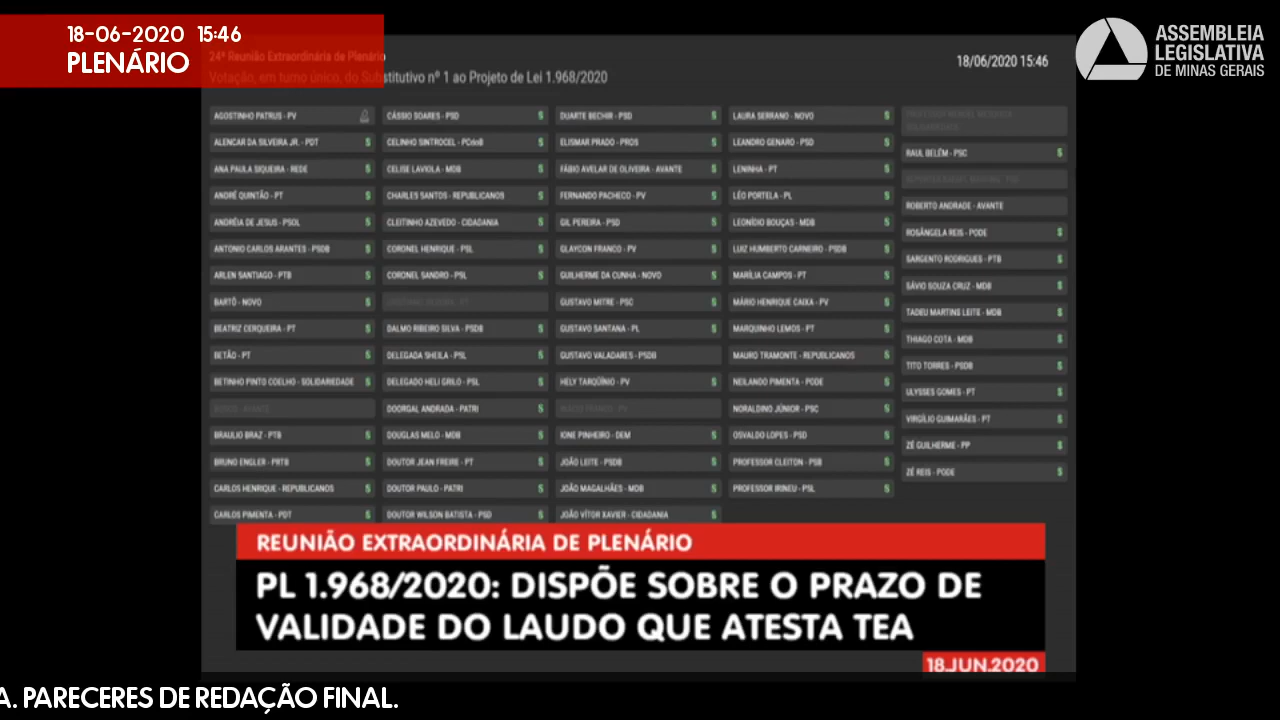 18-06-2020 15:46
PLENÁRIO
24ª Reunião Extraordinária de Plenário
Votação, em turno único, do Substitutivo nº 1 ao Projeto de Lei 1.968/2020
18/06/2020 15:46
ASSEMBLEIA
LEGISLATIVA
DE MINAS GERAIS
AGOSTINHO PATRUS - PV
ALENCAR DA SILVEIRA JR. - PDT S
ANA PAULA SIQUEIRA - REDE S
ANDRÉ QUINTÃO - PT S
ANDRÉIA DE JESUS - PSOL S
ANTONIO CARLOS ARANTES - PSDB S
ARLEN SANTIAGO - PTB S
BARTÔ - NOVO S
BEATRIZ CERQUEIRA - PT S
BETÃO - PT S
BETINHO PINTO COELHO - SOLIDARIEDADE S
BRAULIO BRAZ - PTB S
BRUNO ENGLER - PRTB S
CARLOS HENRIQUE - REPUBLICANOS S
CARLOS PIMENTA - PDT S
CÁSSIO SOARES - PSD S
CELINHO SINTROCEL - PCdoB S
CELISE LAVIOLA - MDB S
CHARLES SANTOS - REPUBLICANOS S
CLEITINHO AZEVEDO - CIDADANIA S
CORONEL HENRIQUE - PSL S
CORONEL SANDRO - PSL S
DALMO RIBEIRO SILVA - PSDB S
DELEGADA SHEILA - PSL S
DELEGADO HELI GRILO - PSL S
DOORGAL ANDRADA - PATRI S
DOUGLAS MELO - MDB S
DOUTOR JEAN FREIRE - PT S
DOUTOR PAULO - PATRI S
DOUTOR WILSON BATISTA - PSD S
DUARTE BECHIR - PSD S
ELISMAR PRADO - PROS S
FÁBIO AVELAR DE OLIVEIRA - AVANTE S
FERNANDO PACHECO - PV S
GIL PEREIRA - PSD S
GLAYCON FRANCO - PV S
GUILHERME DA CUNHA - NOVO S
GUSTAVO MITRE - PSC S
GUSTAVO SANTANA - PL S
GUSTAVO VALADARES - PSDB
HELY TARQÜÍNIO - PV S
IONE PINHEIRO - DEM S
JOÃO LEITE - PSDB S
JOÃO MAGALHÃES - MDB S
JOÃO VÍTOR XAVIER - CIDADANIA S
LAURA SERRANO - NOVO S
LEANDRO GENARO - PSD S
LENINHA - PT S
LÉO PORTELA - PL S
LEONÍDIO BOUÇAS - MDB S
LUIZ HUMBERTO CARNEIRO - PSDB S
MARÍLIA CAMPOS - PT S
MÁRIO HENRIQUE CAIXA - PV S
MARQUINHO LEMOS - PT S
MAURO TRAMONTE - REPUBLICANOS S
NEILANDO PIMENTA - PODE S
NORALDINO JÚNIOR - PSC S
OSVALDO LOPES - PSD S
PROFESSOR CLEITON - PSB S
PROFESSOR IRINEU - PSL S
RAUL BELÉM - PSC S
ROBERTO ANDRADE - AVANTE
ROSÂNGELA REIS - PODE S
SARGENTO RODRIGUES - PTB S
SÁVIO SOUZA CRUZ - MDB S
TADEU MARTINS LEITE - MDB S
THIAGO COTA - MDB S
TITO TORRES - PSDB S
ULYSSES GOMES - PT S
VIRGÍLIO GUIMARÃES - PT S
ZÉ GUILHERME - PP S
ZÉ REIS - PODE S
REUNIÃO EXTRAORDINÁRIA DE PLENÁRIO
PL 1.968/2020: DISPÕE SOBRE O PRAZO DE
VALIDADE DO LAUDO QUE ATESTA TEA
18.JUN.2020
A. PARECERES DE REDAÇÃO FINAL.